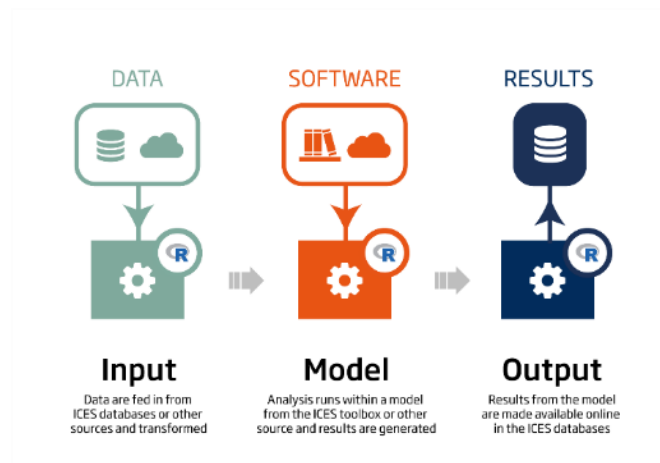 DATA
SOFTWARE
RESULTS
R
R
R
Input
Model
Output
Data are fed in from
ICES databases or other
sources and transformed
Analysis runs within a model
from the ICES toolbox or other
source and results are generated
Results from the model
are made available online
in the ICES databases